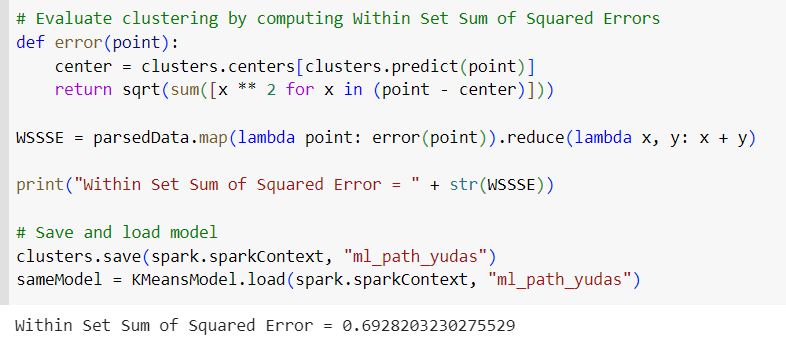 # Evaluate clustering by computing Within Set Sum of Squared Errors
def error(point):
    center = clusters.centers[clusters.predict(point)]
    return sqrt(sum([x ** 2 for x in (point - center)]))

WSSSE = parsedData.map(lambda point: error(point)).reduce(lambda x, y: x + y)

print("Within Set Sum of Squared Error = " + str(WSSSE))

# Save and load model
clusters.save(spark.sparkContext, "ml_path_yudas")
sameModel = KMeansModel.load(spark.sparkContext, "ml_path_yudas")

Within Set Sum of Squared Error = 0.6928203230275529